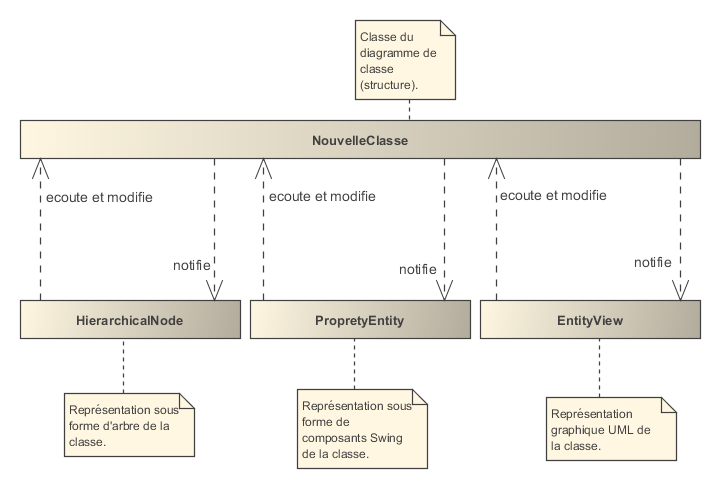 Classe du
diagramme de
classe
(structure).
NouvelleClasse
ecoute et modifie
ecoute et modifie
ecoute et modifie
notifie
notifie
notifie
HierarchicalNode
PropretyEntity
EntityView
Représentation sous
forme d'arbre de la
classe.
Représentation sous
forme de
composants Swing
de la classe.
Représentation
graphique UML de
la classe.